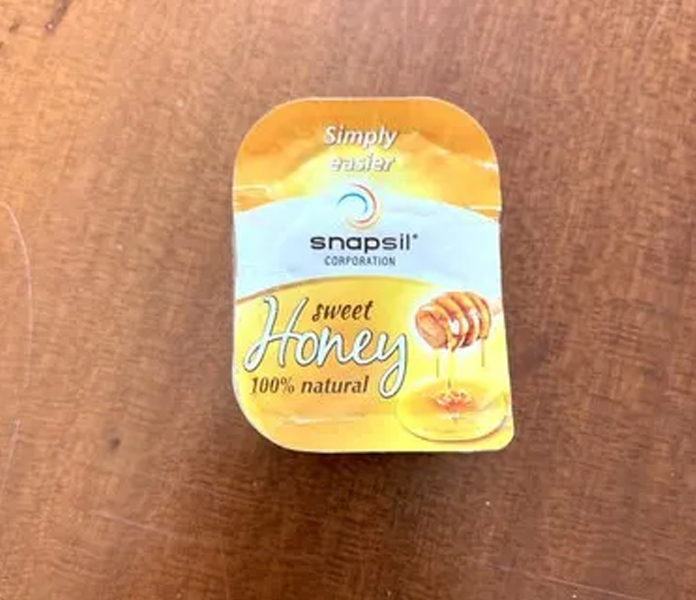 Simply
easier
snapsil®
CORPORATION
sweet
Honey
100% natural